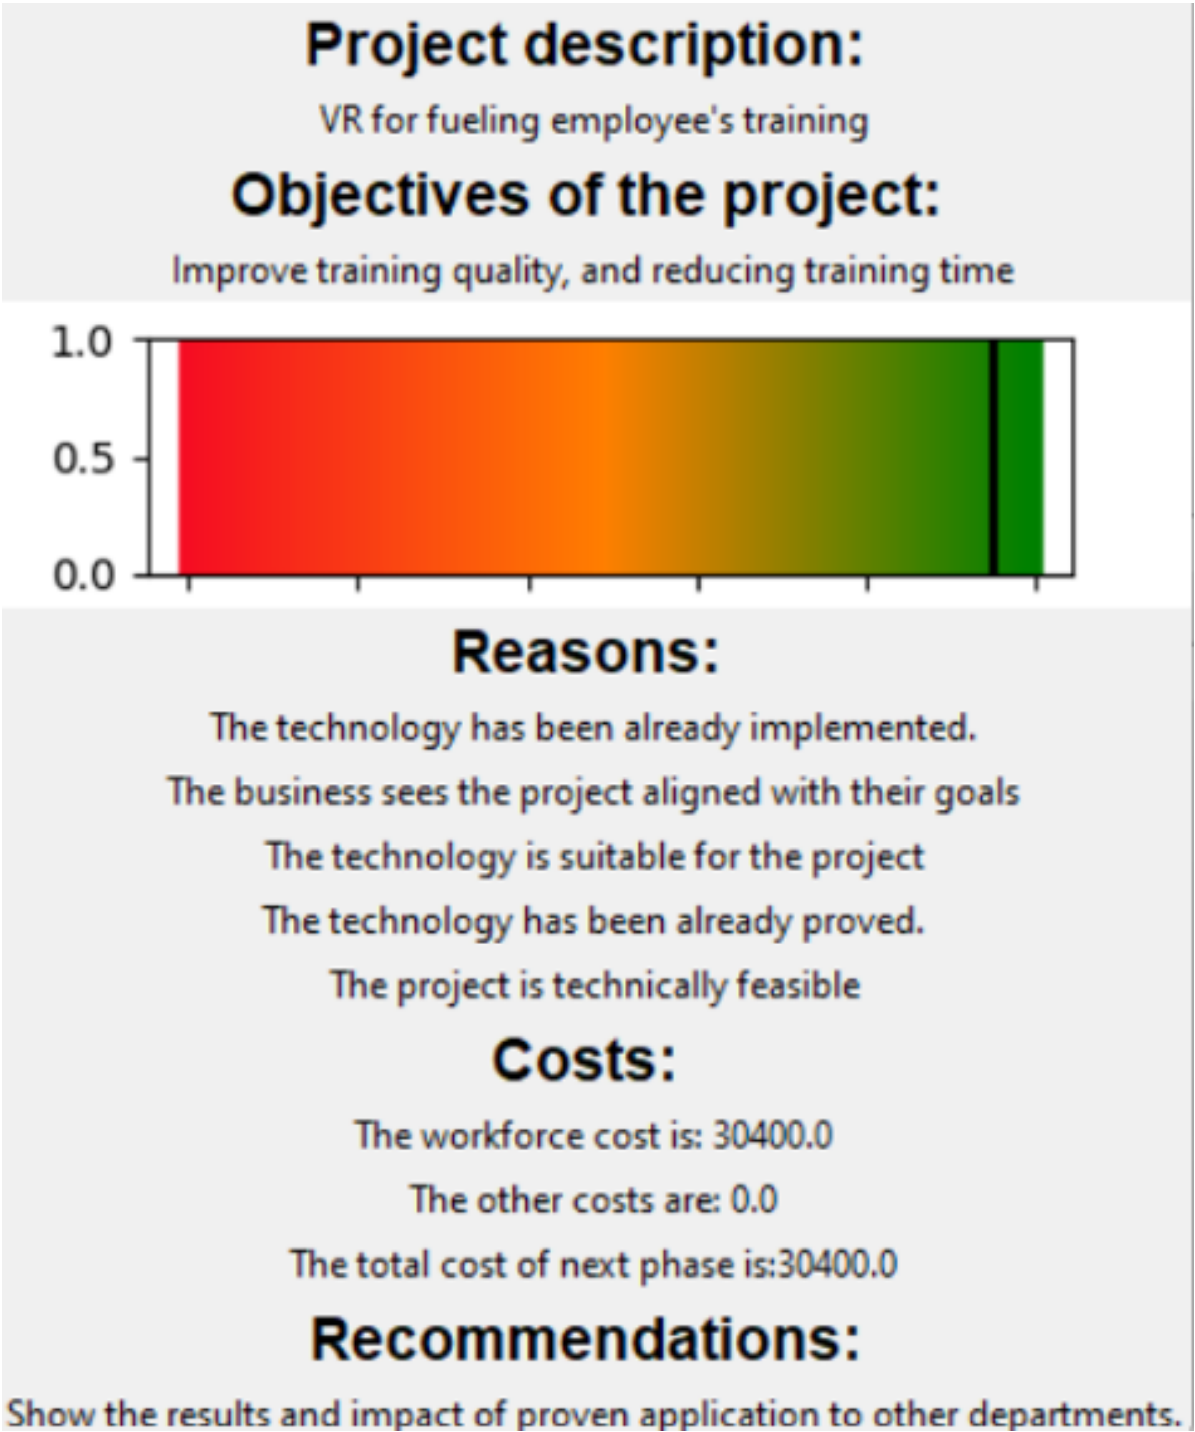 Project description:
VR for fueling employee's training
Objectives of the project:
Improve training quality, and reducing training time
1.0
0.5
0.0
Reasons:
The technology has been already implemented.
The business sees the project aligned with their goals
The technology is suitable for the project
The technology has been already proved.
The project is technically feasible
Costs:
The workforce cost is: 30400.0
The other costs are: 0.0
The total cost of next phase is:30400.0
Recommendations:
Show the results and impact of proven application to other departments.